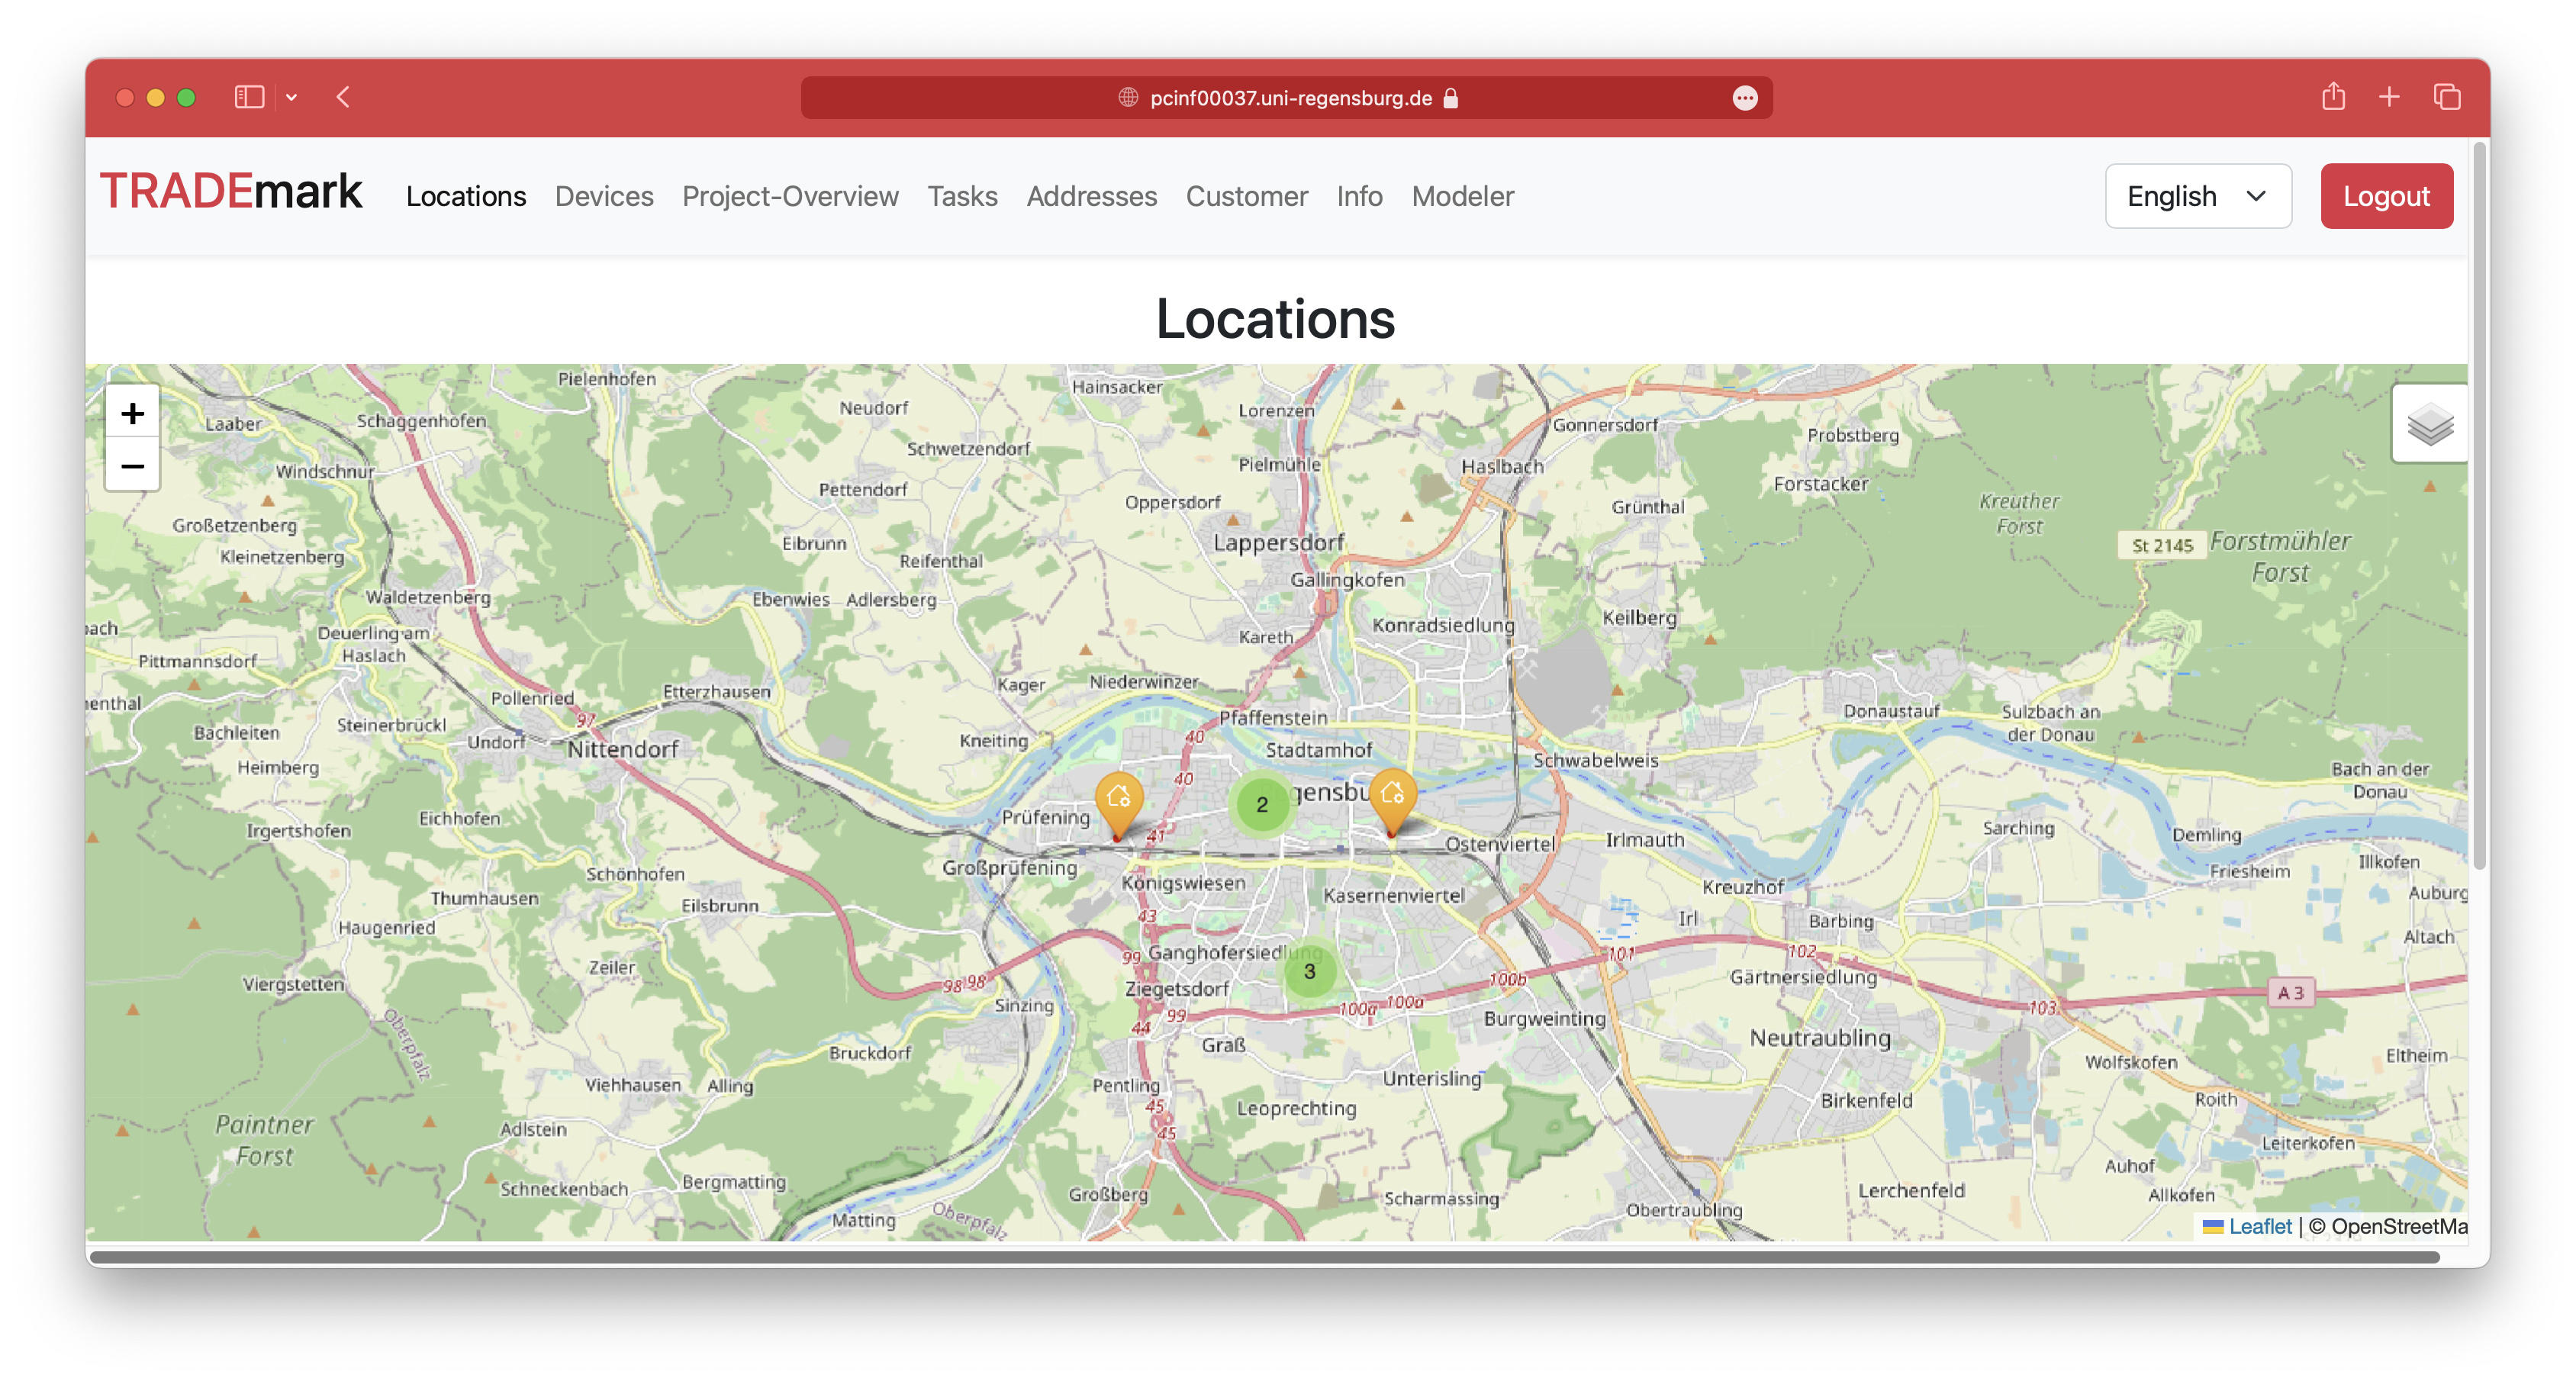 pcinf00037.uni-regensburg.de
TRADEmark Locations Devices Project-Overview Tasks Addresses Customer Info Modeler English Logout
Locations
+
−
Pielenhofen
Hainsacker
Laaber
Schaggenhofen
Neudorf
Lorenzen
Gonnersdorf
Probstberg
Schwetzendorf
Windschnur
Pielmühle
Haslbach
Pettendorf
Oppersdorf
Forstacker
Grünthal
Kreuther
Forst
Großetzenberg
Kleinetzenberg
Eibrunn
Lappersdorf
St 2145
Forstmühler
Forst
Reifenthal
Gallingkofen
Waldetzenberg
Ebenwies
Adlersberg
Keilberg
bach
Deuerling am
Haslach
Kareth
Konradsiedlung
Pittmannsdorf
Kager
Niederwinzer
Etterzhausen
Pollenried
enthal
97
Steinerbrückl
Pfaffenstein
Donaustauf
Sulzbach an
der Donau
Bachleiten
Undorf
Nittendorf
Kneiting
40
Stadtamhof
Heimberg
40
Schwabelweis
Bach an der
Donau
2
gensbu
Prüfening
Eichhofen
Irgertshofen
41
Ostenviertel
Irlmauth
Sarching
Demling
Großprüfening
Illkofen
Schönhofen
Königswiesen
Kasernenviertel
Kreuzhof
Friesheim
Auburg
Thumhausen
Eilsbrunn
Haugenried
43
Irl
Barbing
Altach
99
Ganghofersiedlung
101
102
Zeiler
3
Viergstetten
98
98
Ziegetsdorf
100b
Gärtnersiedlung
A 3
Sinzing
44
99
100a
100a
103
Burgweinting
Oberpfalz
Graß
Neutraubling
Bruckdorf
Wolfskofen
Eltheim
Viehhausen
Alling
Pentling
Unterisling
45
Leoprechting
Birkenfeld
Roith
Paintner
Forst
Adlstein
45
Leiterkofen
Auhof
Schneckenbach
Bergmatting
Großberg
Scharmassing
Lerchenfeld
Allkofen
Matting
Oberpfalz
Obertraubling
Leaflet | © OpenStreetMa